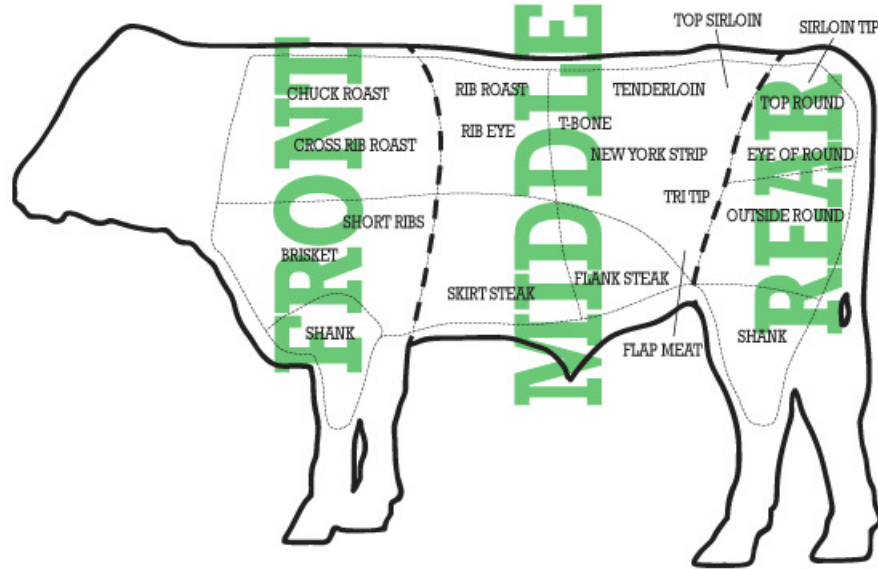 FRONT
MIDDLE
REAR
TOP SIRLOIN
SIRLOIN TIP
CHUCK ROAST
RIB ROAST
TENDERLOIN
TOP ROUND
CROSS RIB ROAST
RIB EYE
T-BONE
NEW YORK STRIP
EYE OF ROUND
TRI TIP
SHORT RIBS
OUTSIDE ROUND
BRISKET
SKIRT STEAK
FLANK STEAK
SHANK
FLAP MEAT
SHANK